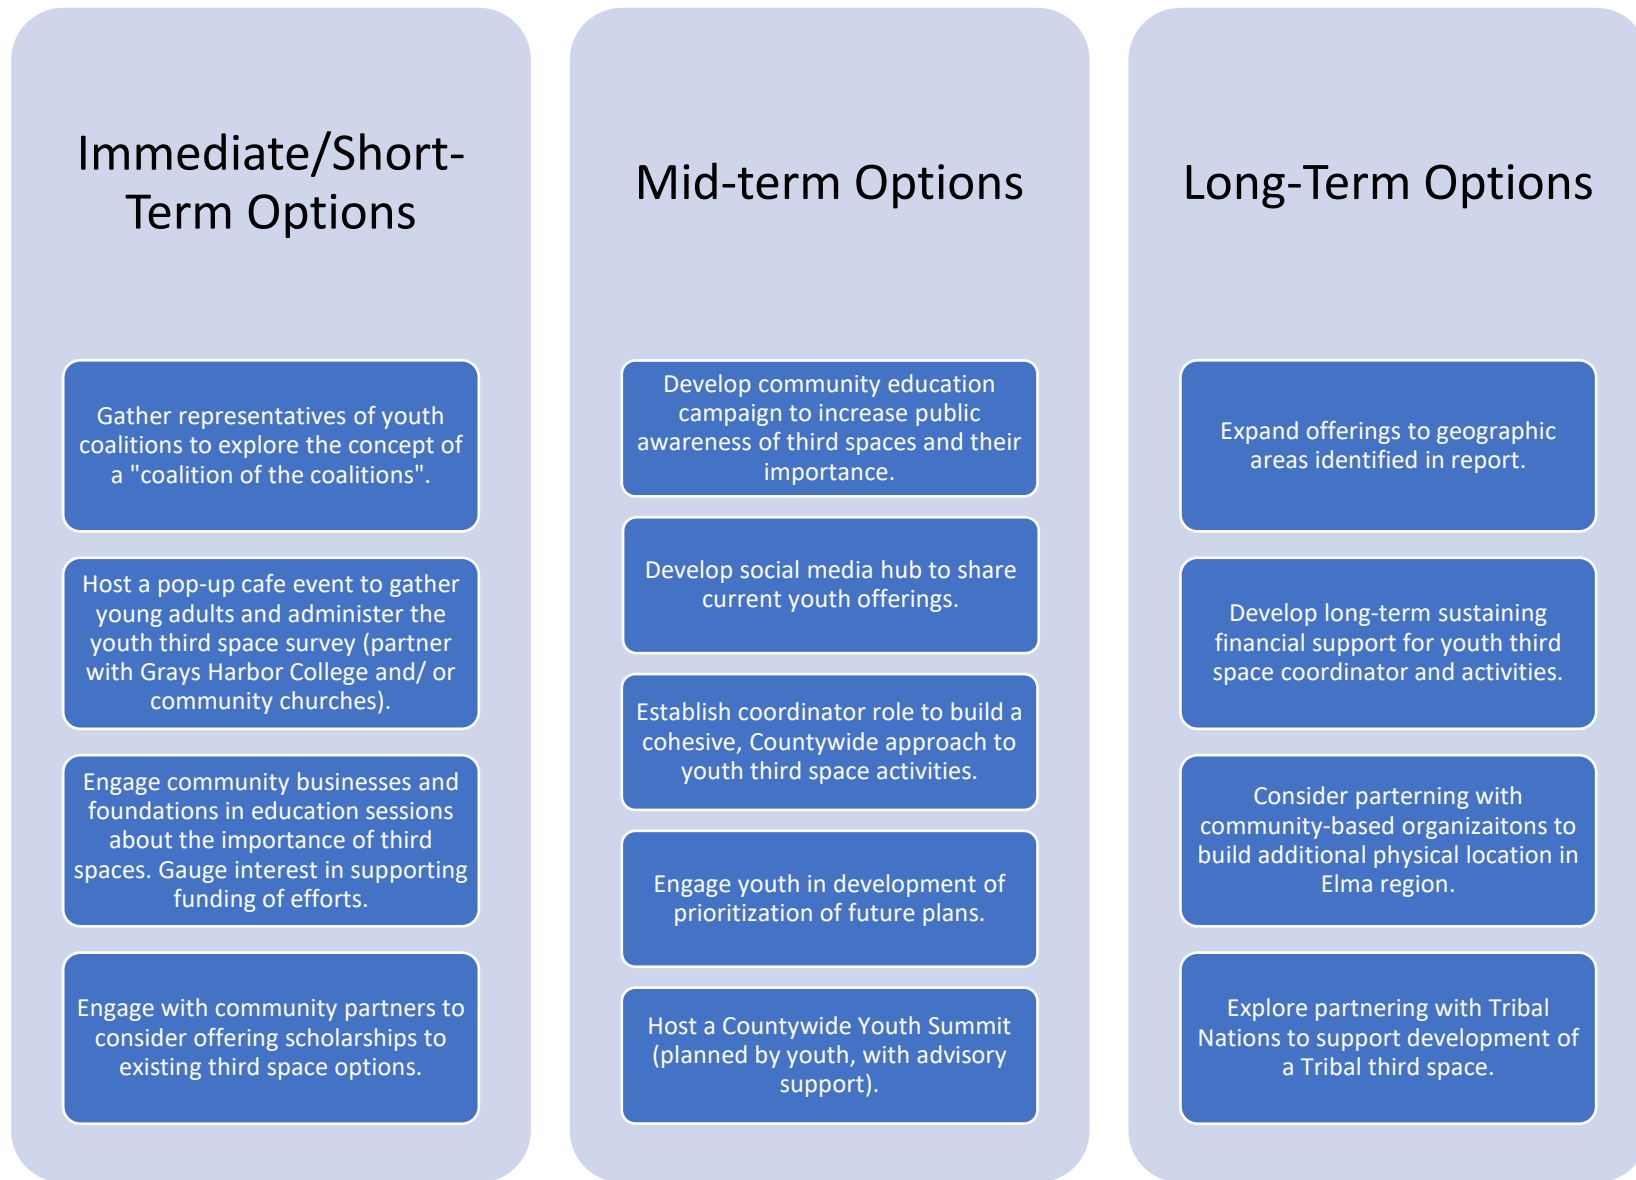 Immediate/Short-
Term Options
Gather representatives of youth
coalitions to explore the concept of
a "coalition of the coalitions".
Host a pop-up cafe event to gather
young adults and administer the
youth third space survey (partner
with Grays Harbor College and/ or
community churches).
Engage community businesses and
foundations in education sessions
about the importance of third
spaces. Gauge interest in supporting
funding of efforts.
Engage with community partners to
consider offering scholarships to
existing third space options.
Mid-term Options
Develop community education
campaign to increase public
awareness of third spaces and their
importance.
Develop social media hub to share
current youth offerings.
Establish coordinator role to build a
cohesive, Countywide approach to
youth third space activities.
Engage youth in development of
prioritization of future plans.
Host a Countywide Youth Summit
(planned by youth, with advisory
support).
Long-Term Options
Expand offerings to geographic
areas identified in report.
Develop long-term sustaining
financial support for youth third
space coordinator and activities.
Consider parterning with
community-based organizaitons to
build additional physical location in
Elma region.
Explore partnering with Tribal
Nations to support development of
a Tribal third space.